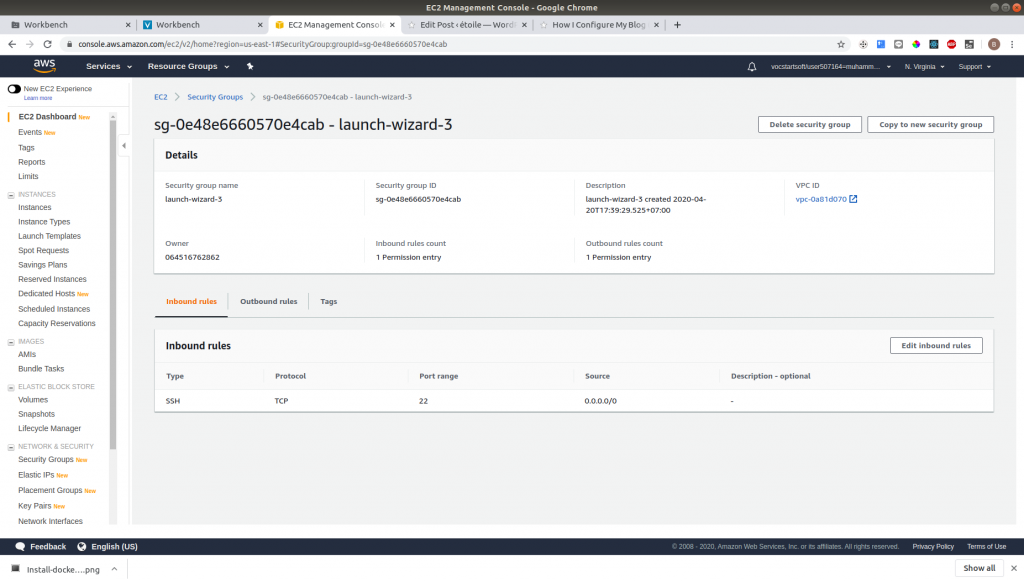 EC2 Management Console - Google Chrome
Workbench
Workbench
EC2 Management Console
Edit Post ‹ étoile — Word
How I Configure My Blog
console.aws.amazon.com/ec2/v2/home?region=us-east-1#SecurityGroup:groupId=sg-0e48e6660570e4cab
aws
Services
Resource Groups
vocstartsoft/user507164=muhamm...
N. Virginia
Support
New EC2 Experience
Learn more
EC2 Dashboard New
Events New
Tags
Reports
Limits
INSTANCES
Instances
Instance Types
Launch Templates
Spot Requests
Savings Plans
Reserved Instances
Dedicated Hosts New
Scheduled Instances
Capacity Reservations
IMAGES
AMIs
Bundle Tasks
ELASTIC BLOCK STORE
Volumes
Snapshots
Lifecycle Manager
NETWORK & SECURITY
Security Groups New
Elastic IPs New
Placement Groups New
Key Pairs New
Network Interfaces
EC2 > Security Groups > sg-0e48e6660570e4cab - launch-wizard-3
sg-0e48e6660570e4cab - launch-wizard-3
Delete security group
Copy to new security group
Details
Security group name
launch-wizard-3
Security group ID
sg-0e48e6660570e4cab
Description
launch-wizard-3 created 2020-04-
20T17:39:29.525+07:00
VPC ID
vpc-0a81d070
Owner
064516762862
Inbound rules count
1 Permission entry
Outbound rules count
1 Permission entry
Inbound rules
Outbound rules
Tags
Inbound rules
Edit inbound rules
Type Protocol Port range Source Description - optional
SSH TCP 22 0.0.0.0/0 -
Feedback
English (US)
© 2008 - 2020, Amazon Web Services, Inc. or its affiliates. All rights reserved.
Privacy Policy
Terms of Use
Install-docke....png
Show all